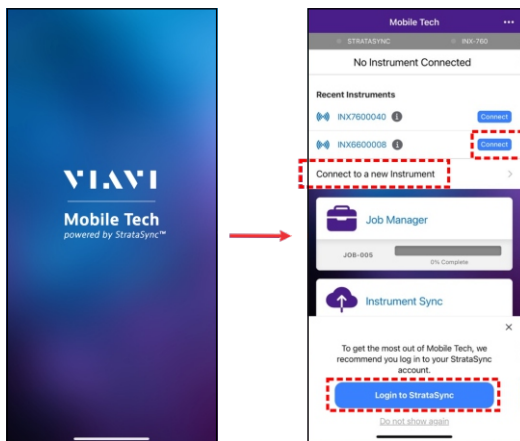 VIAVI
Mobile Tech
powered by StrataSync™
Mobile Tech
STRATASYNC
INX-760
No Instrument Connected
Recent Instruments
INX7600040
Connect
INX6600008
Connect
Connect to a new Instrument
Job Manager
JOB-005
0% Complete
Instrument Sync
To get the most out of Mobile Tech, we
recommend you log in to your StrataSync
account.
Login to StrataSync
Do not show again